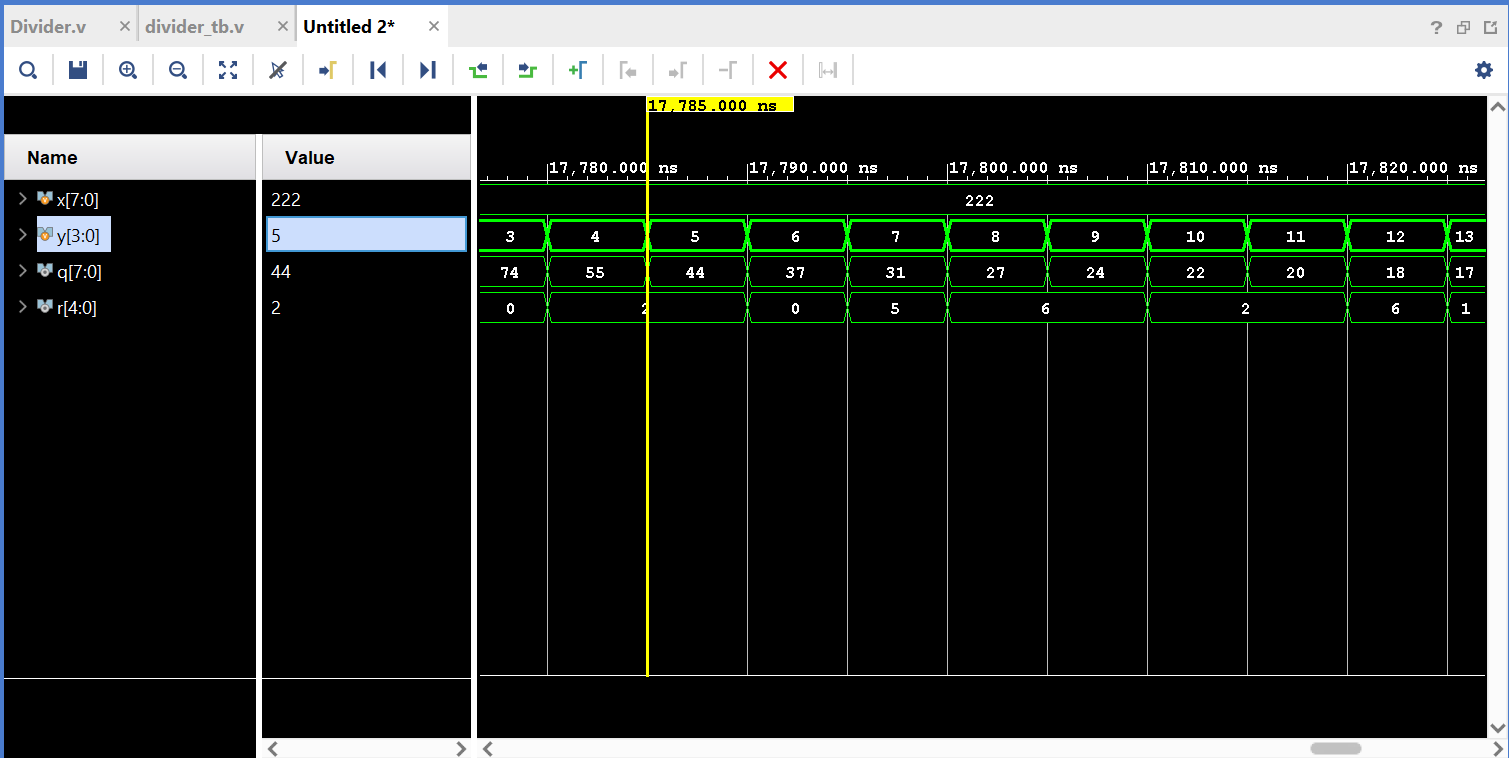 Divider.v × divider_tb.v × Untitled 2* ×
?
17,785.000 ns
Name Value
17,780.000 ns 17,790.000 ns 17,800.000 ns 17,810.000 ns 17,820.000 ns
x[7:0] 222 222
y[3:0] 5 3 4 5 6 7 8 9 10 11 12 13
q[7:0] 44 74 55 44 37 31 27 24 22 20 18 17
r[4:0] 2 0 2 0 5 6 2 6 1